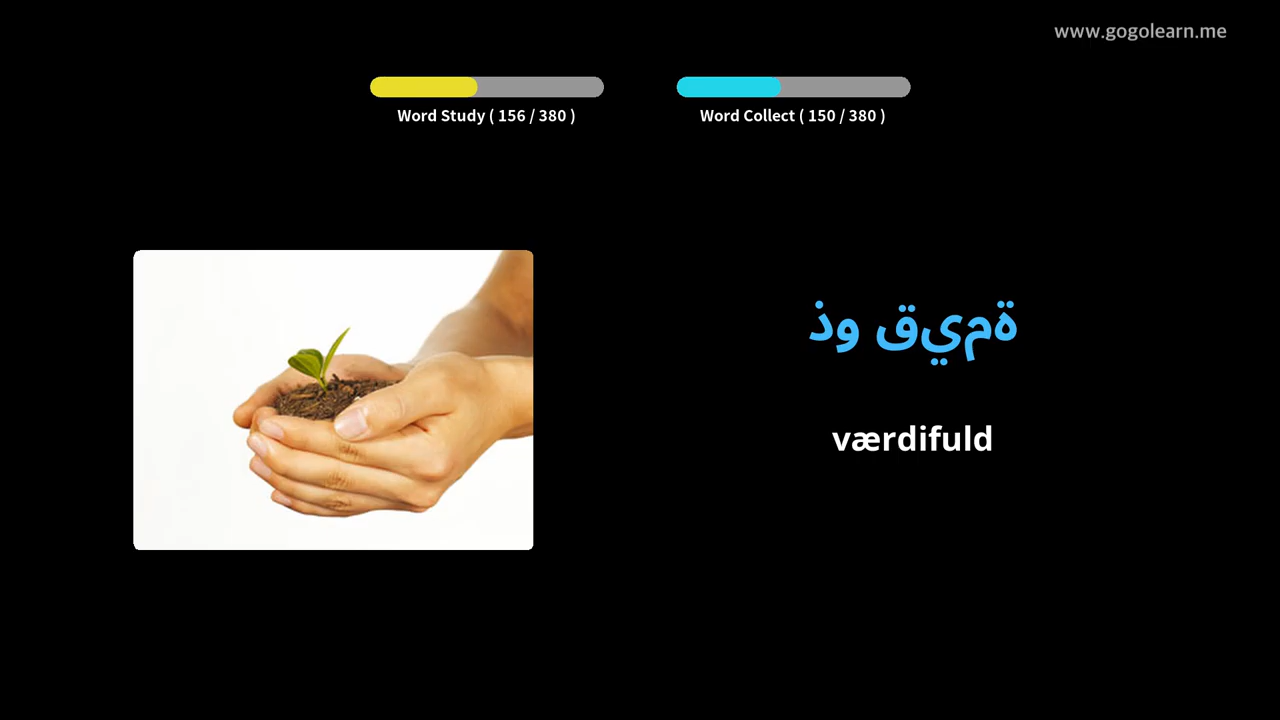 www.gogolearn.me
Word Study ( 156 / 380 )
Word Collect ( 150 / 380 )
ذو قيمة
værdifuld